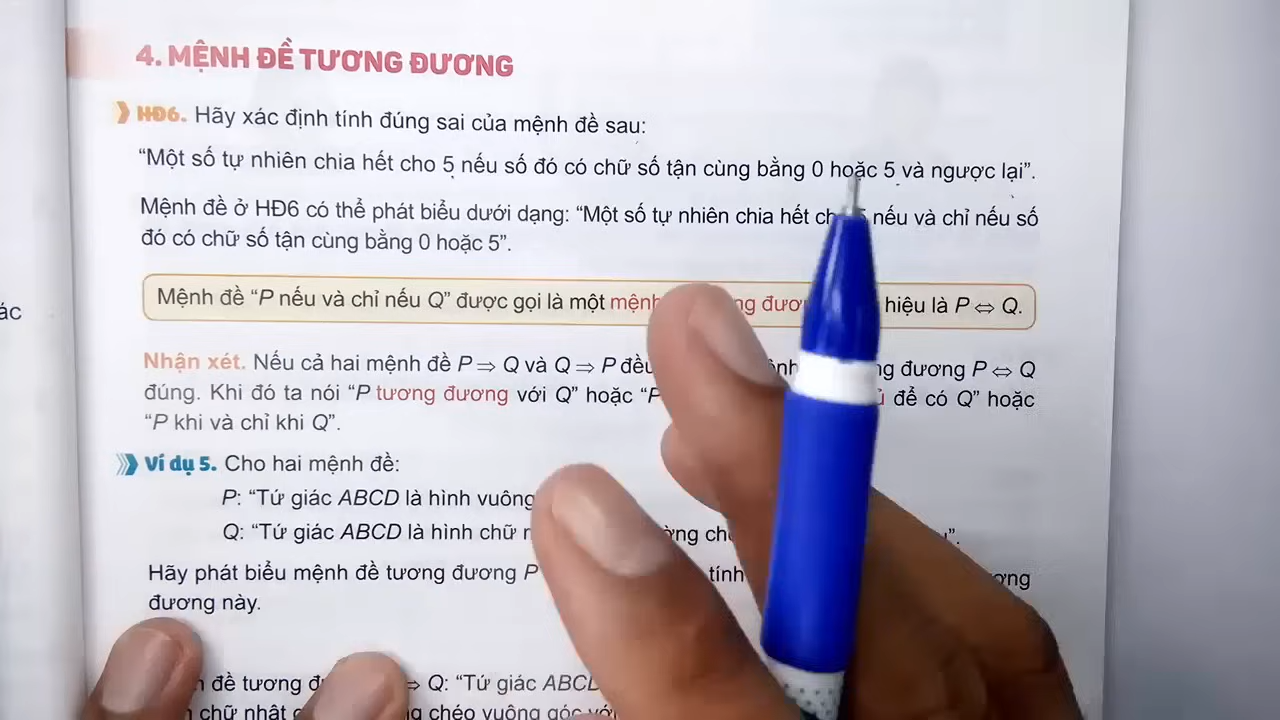 ác
4. MỆNH ĐỀ TƯƠNG ĐƯƠNG
HĐ6. Hãy xác định tính đúng sai của mệnh đề sau:
“Một số tự nhiên chia hết cho 5 nếu số đó có chữ số tận cùng bằng 0 hoặc 5 và ngược lại”.
Mệnh đề ở HĐ6 có thể phát biểu dưới dạng: “Một số tự nhiên chia hết nếu và chỉ nếu số
đó có chữ số tận cùng bằng 0 hoặc 5”.
Mệnh đề “P nếu và chỉ nếu Q” được gọi là một hiệu là P ⇔ Q.
Nhận xét. Nếu cả hai mệnh đề P ⇒ Q và Q ⇒ P đương P ⇔ Q
đúng. Khi đó ta nói “P tương đương với Q” hoặc “P để có Q” hoặc
“P khi và chỉ khi Q”.
Ví dụ 5. Cho hai mệnh đề:
P: “Tứ giác ABCD là hình vuông
Q: “Tứ giác ABCD là hình chữ
Hãy phát biểu mệnh đề tương đương P tính
đương này.
đề tương ⇒ Q: “Tứ giác ABCD
chữ nhật chéo vuông góc